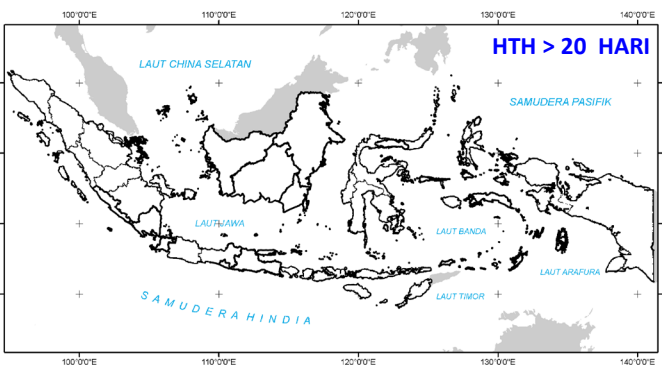 100°0'0"E 110°0'0"E 120°0'0"E 130°0'0"E 140°0'0"E
HTH > 20 HARI
LAUT CHINA SELATAN
SAMUDERA PASIFIK
LAUT JAWA
LAUT BANDA
LAUT ARAFURA
LAUT TIMOR
SAMUDERA HINDIA
100°0'0"E 110°0'0"E 120°0'0"E 130°0'0"E 140°0'0"E